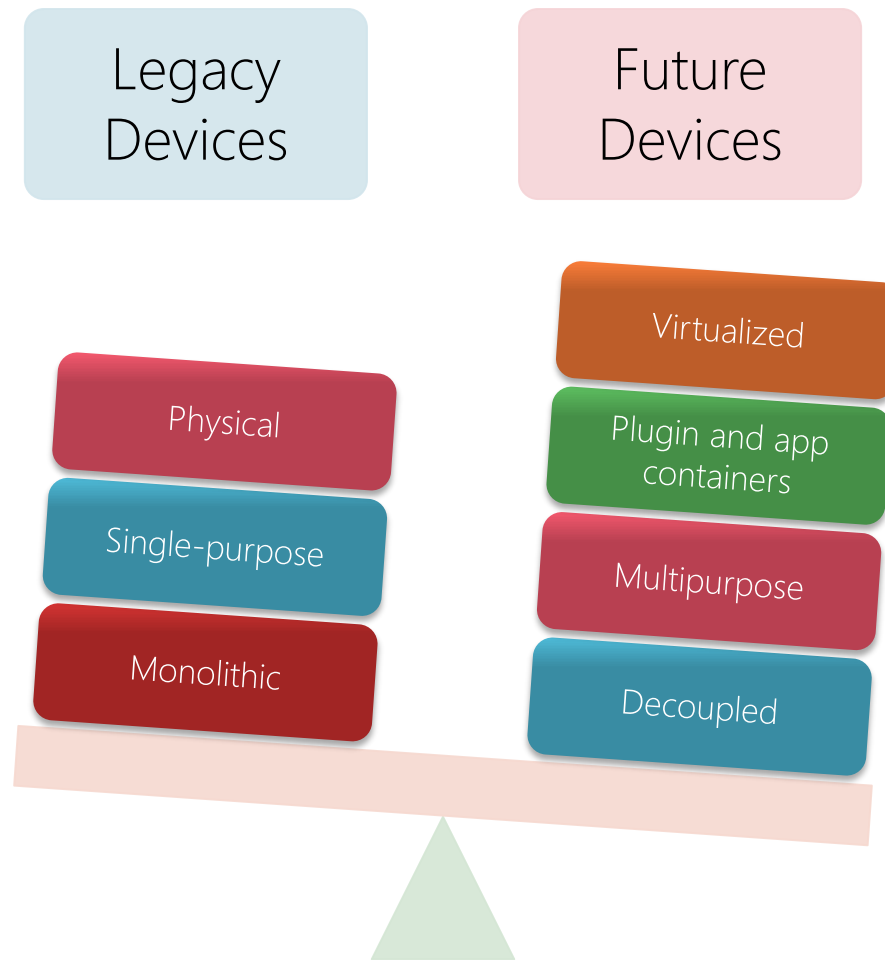 Legacy
Devices
Future
Devices
Physical
Single-purpose
Monolithic
Virtualized
Plugin and app
containers
Multipurpose
Decoupled